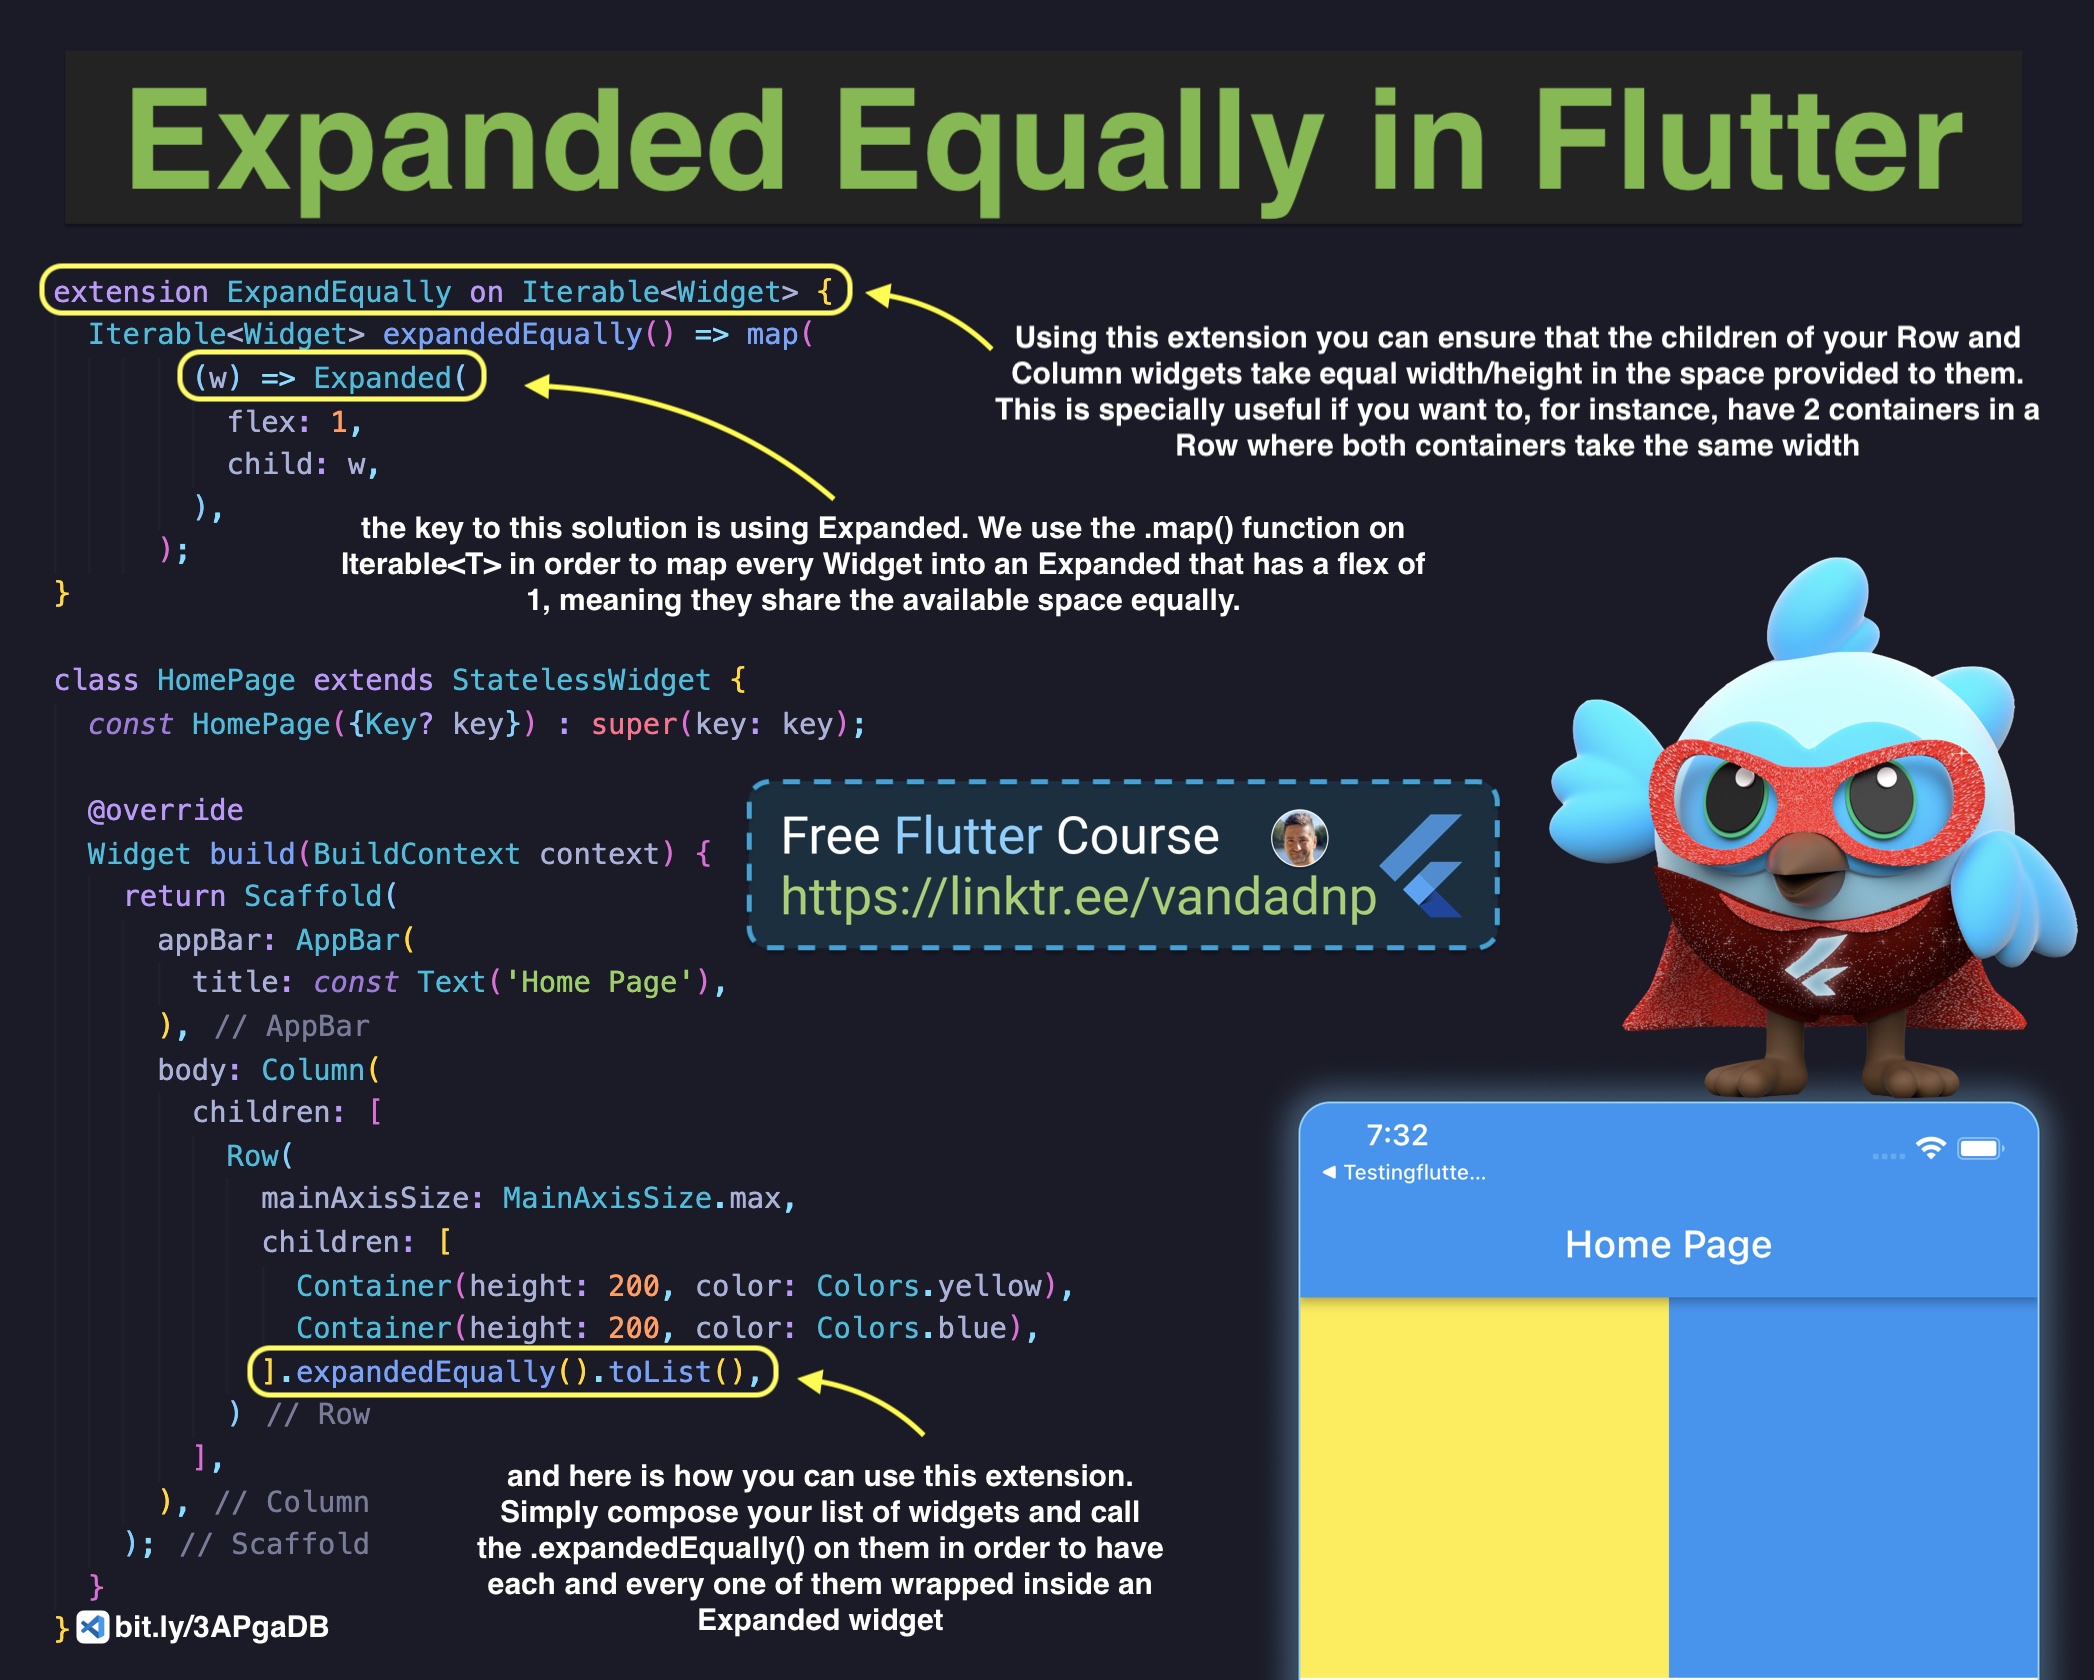 Expanded Equally in Flutter
extension ExpandEqually on Iterable<Widget> {
  Iterable<Widget> expandedEqually() => map(
        (w) => Expanded(
          flex: 1,
          child: w,
        ),
      );
}
Using this extension you can ensure that the children of your Row and
Column widgets take equal width/height in the space provided to them.
This is specially useful if you want to, for instance, have 2 containers in a
Row where both containers take the same width
the key to this solution is using Expanded. We use the .map() function on
Iterable<T> in order to map every Widget into an Expanded that has a flex of
1, meaning they share the available space equally.
class HomePage extends StatelessWidget {
  const HomePage({Key? key}) : super(key: key);
  @override
  Widget build(BuildContext context) {
    return Scaffold(
      appBar: AppBar(
        title: const Text('Home Page'),
      ), // AppBar
      body: Column(
        children: [
          Row(
            mainAxisSize: MainAxisSize.max,
            children: [
              Container(height: 200, color: Colors.yellow),
              Container(height: 200, color: Colors.blue),
            ].expandedEqually().toList(),
          ) // Row
        ],
      ), // Column
    ); // Scaffold
  }
}
bit.ly/3APgaDB
Free Flutter Course
https://linktr.ee/vandadnp
and here is how you can use this extension.
Simply compose your list of widgets and call
the .expandedEqually() on them in order to have
each and every one of them wrapped inside an
Expanded widget
7:32
◀ Testingflutte...
Home Page